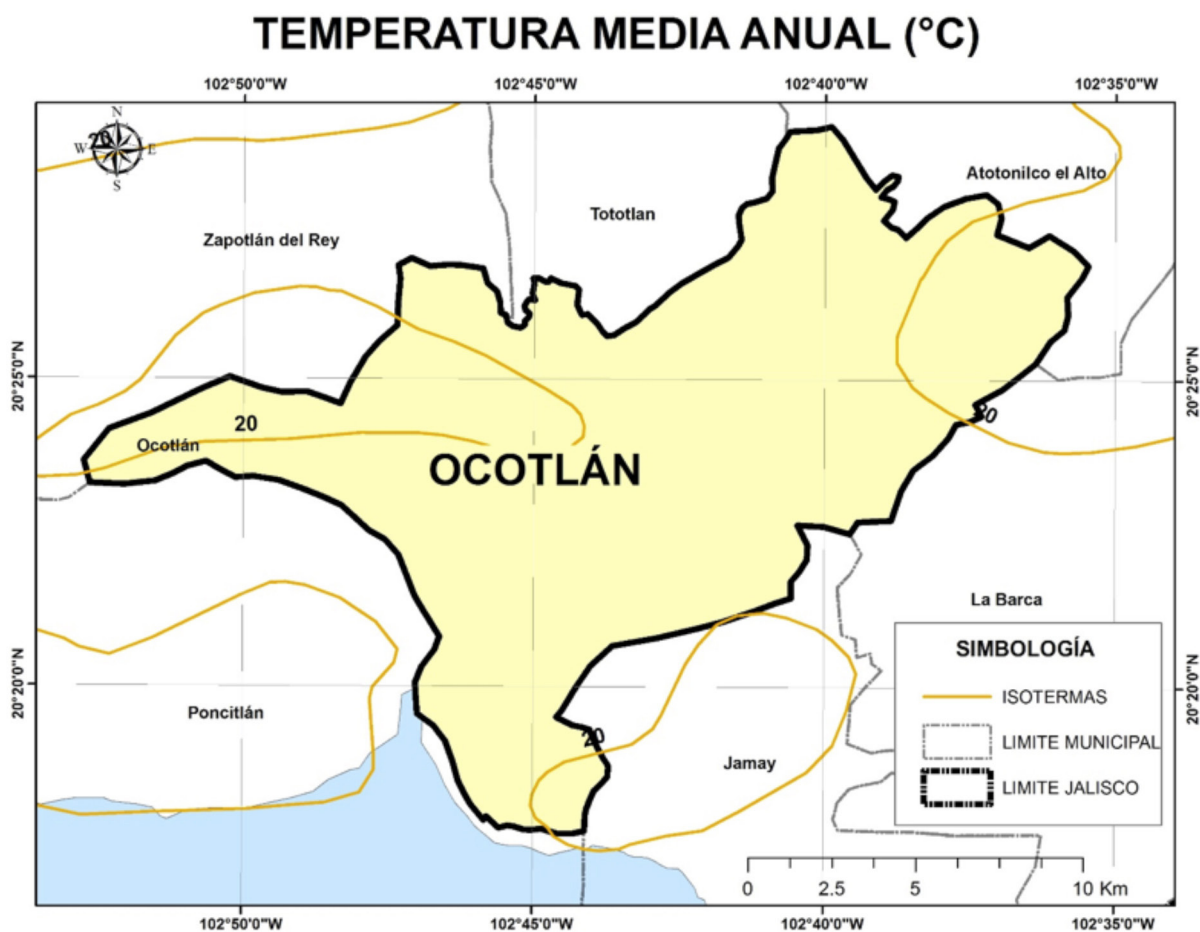 TEMPERATURA MEDIA ANUAL (°C)
102°50'0"W
102°45'0"W
102°40'0"W
102°35'0"W
N
20
W
E
S
Atotonilco el Alto
Tototlan
Zapotlán del Rey
20°25'0"N
20°25'0"N
20
20
Ocotlán
OCOTLÁN
La Barca
SIMBOLOGÍA
20°20'0"N
20°20'0"N
ISOTERMAS
Poncitlán
20
LIMITE MUNICIPAL
Jamay
LIMITE JALISCO
0
2.5
5
10 Km
102°50'0"W
102°45'0"W
102°40'0"W
102°35'0"W